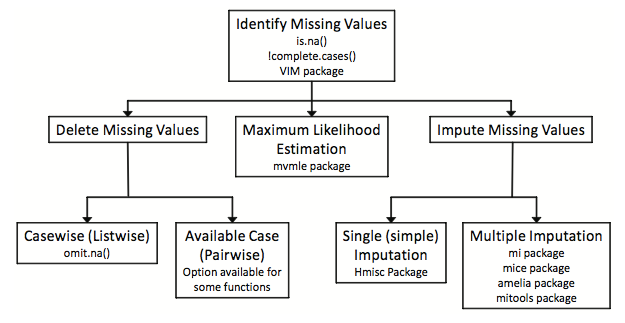 Identify Missing Values
is.na()
!complete.cases()
VIM package
Delete Missing Values
Maximum Likelihood
Estimation
mvmle package
Impute Missing Values
Casewise (Listwise)
omit.na()
Available Case
(Pairwise)
Option available for
some functions
Single (simple)
Imputation
Hmisc Package
Multiple Imputation
mi package
mice package
amelia package
mitools package